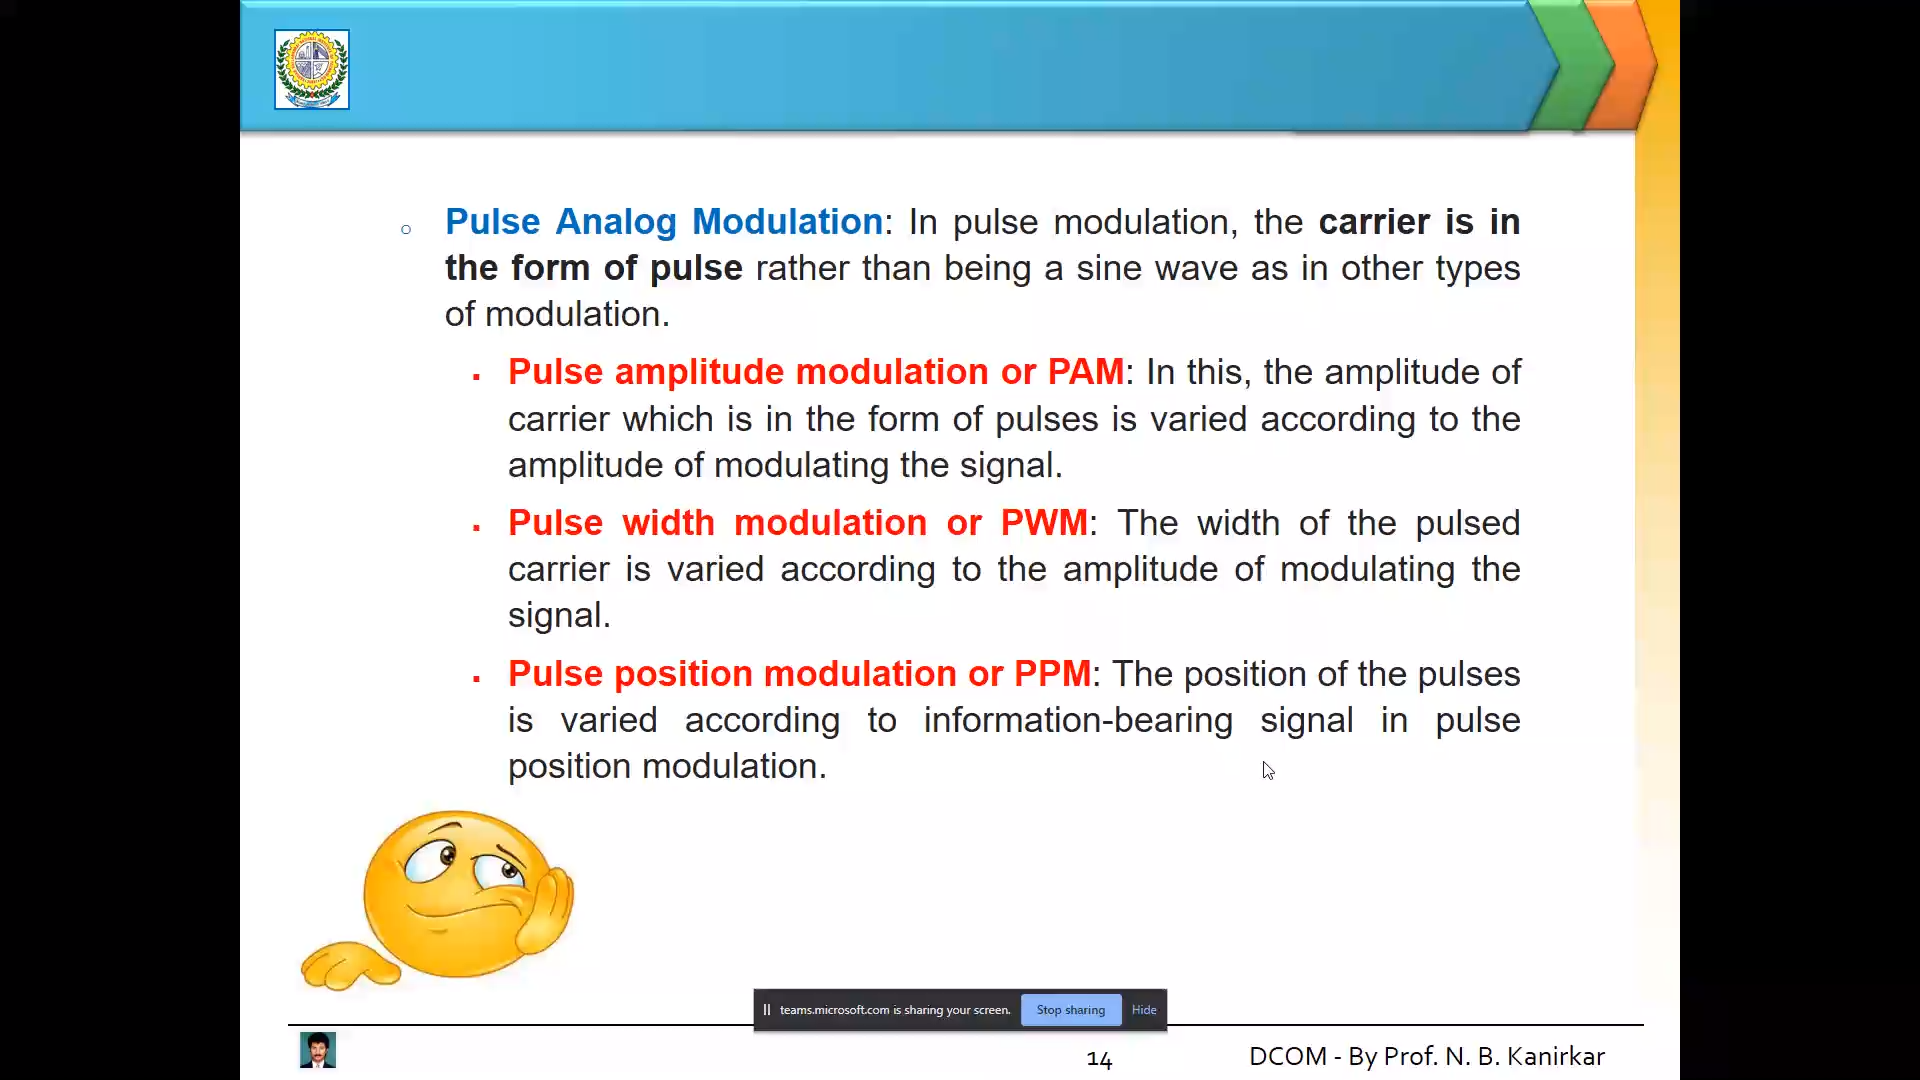 Pulse Analog Modulation: In pulse modulation, the carrier is in
the form of pulse rather than being a sine wave as in other types
of modulation.
Pulse amplitude modulation or PAM: In this, the amplitude of
carrier which is in the form of pulses is varied according to the
amplitude of modulating the signal.
Pulse width modulation or PWM: The width of the pulsed
carrier is varied according to the amplitude of modulating the
signal.
Pulse position modulation or PPM: The position of the pulses
is varied according to information-bearing signal in pulse
position modulation.
teams.microsoft.com is sharing your screen. Stop sharing Hide
14 DCOM - By Prof. N. B. Kanirkar